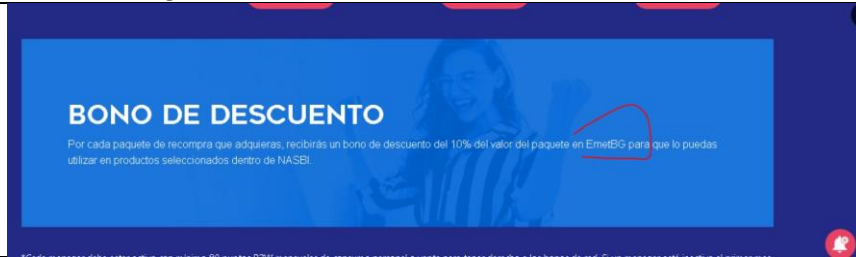 BONO DE DESCUENTO
Por cada paquete de recompra que adquieras, recibirás un bono de descuento del 10% del valor del paquete en EmetBG para que lo puedas
utilizar en productos seleccionados dentro de NASBI.